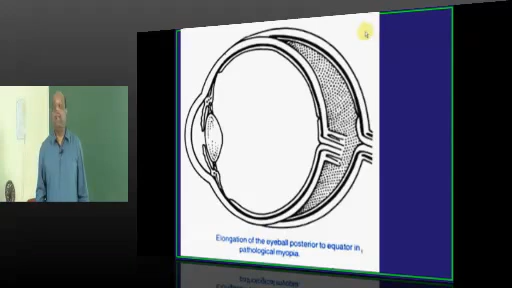 Elongation of the eyeball posterior to equator in,
pathological myopia.